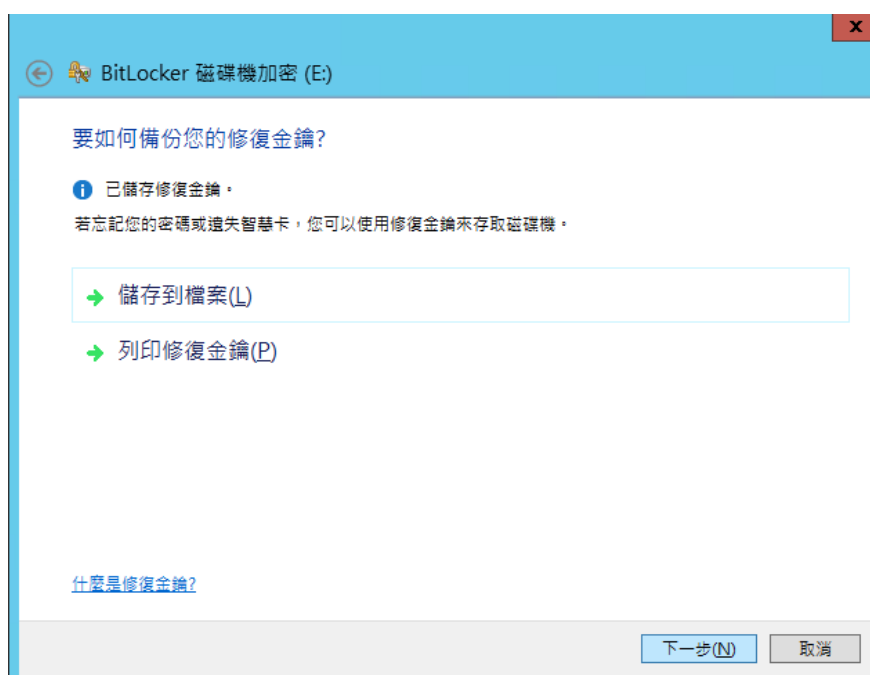 x
BitLocker 磁碟機加密 (E:)
要如何備份您的修復金鑰?
已儲存修復金鑰。
若忘記您的密碼或遺失智慧卡，您可以使用修復金鑰來存取磁碟機。
儲存到檔案(L)
列印修復金鑰(P)
什麼是修復金鑰?
下一步(N)
取消